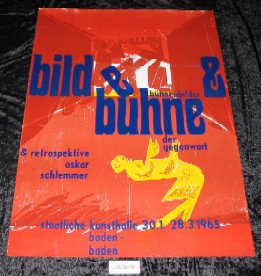 bild & &
bühnenbilder
bühne
der
gegenwart
& retrospektive
oskar
schlemmer
staatliche kunsthalle 30.1. 28.3.1965
baden-
baden